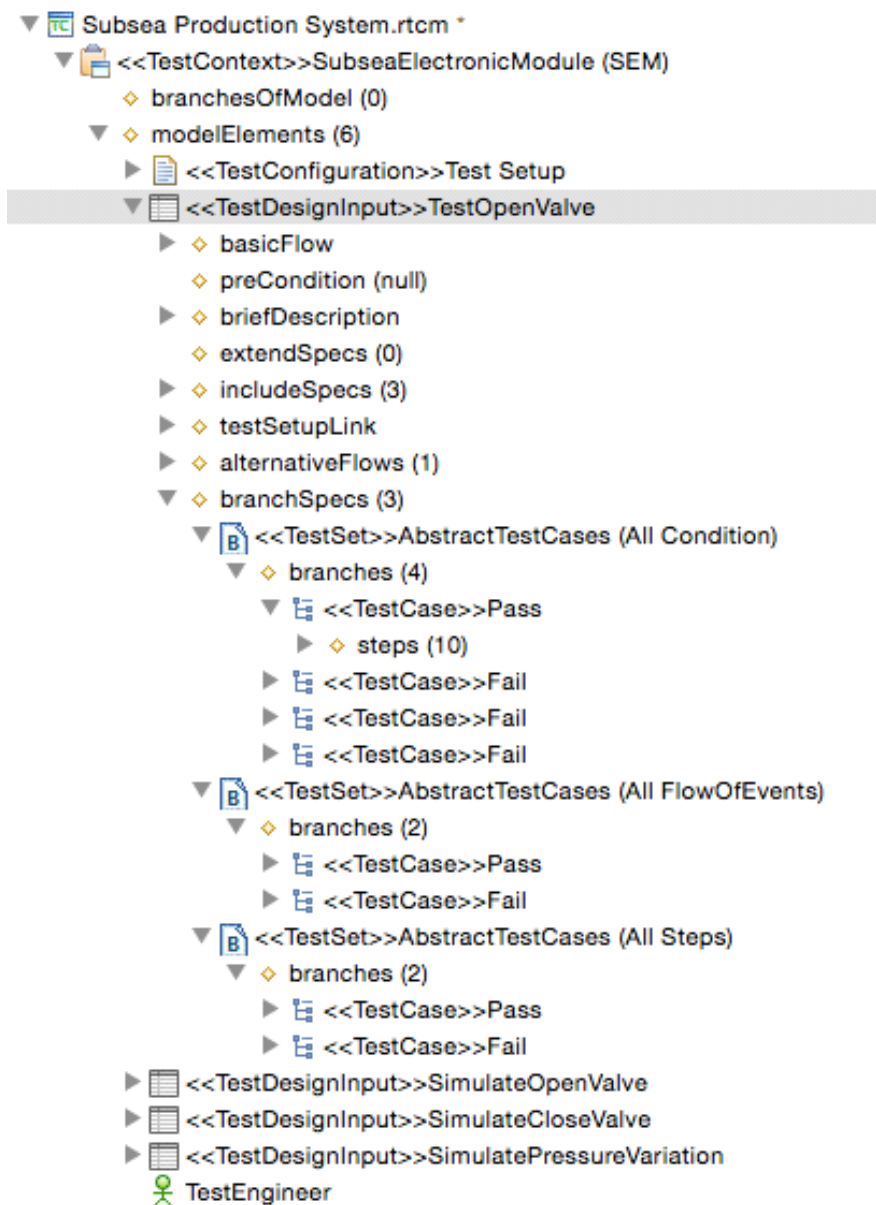 TC Subsea Production System.rtcm *
<<TestContext>>SubseaElectronicModule (SEM)
branchesOfModel (0)
modelElements (6)
<<TestConfiguration>>Test Setup
<<TestDesignInput>>TestOpenValve
basicFlow
preCondition (null)
briefDescription
extendSpecs (0)
includeSpecs (3)
testSetupLink
alternativeFlows (1)
branchSpecs (3)
B <<TestSet>>AbstractTestCases (All Condition)
branches (4)
<<TestCase>>Pass
steps (10)
<<TestCase>>Fail
<<TestCase>>Fail
<<TestCase>>Fail
B <<TestSet>>AbstractTestCases (All FlowOfEvents)
branches (2)
<<TestCase>>Pass
<<TestCase>>Fail
B <<TestSet>>AbstractTestCases (All Steps)
branches (2)
<<TestCase>>Pass
<<TestCase>>Fail
<<TestDesignInput>>SimulateOpenValve
<<TestDesignInput>>SimulateCloseValve
<<TestDesignInput>>SimulatePressureVariation
TestEngineer